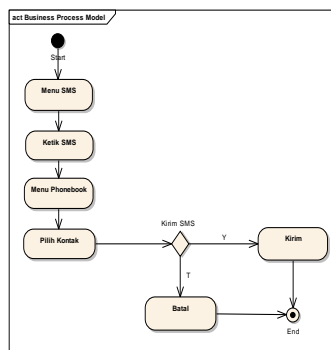 act Business Process Model
Start
Menu SMS
Ketik SMS
Menu Phonebook
Pilih Kontak
Kirim SMS
Y
Kirim
T
Batal
End